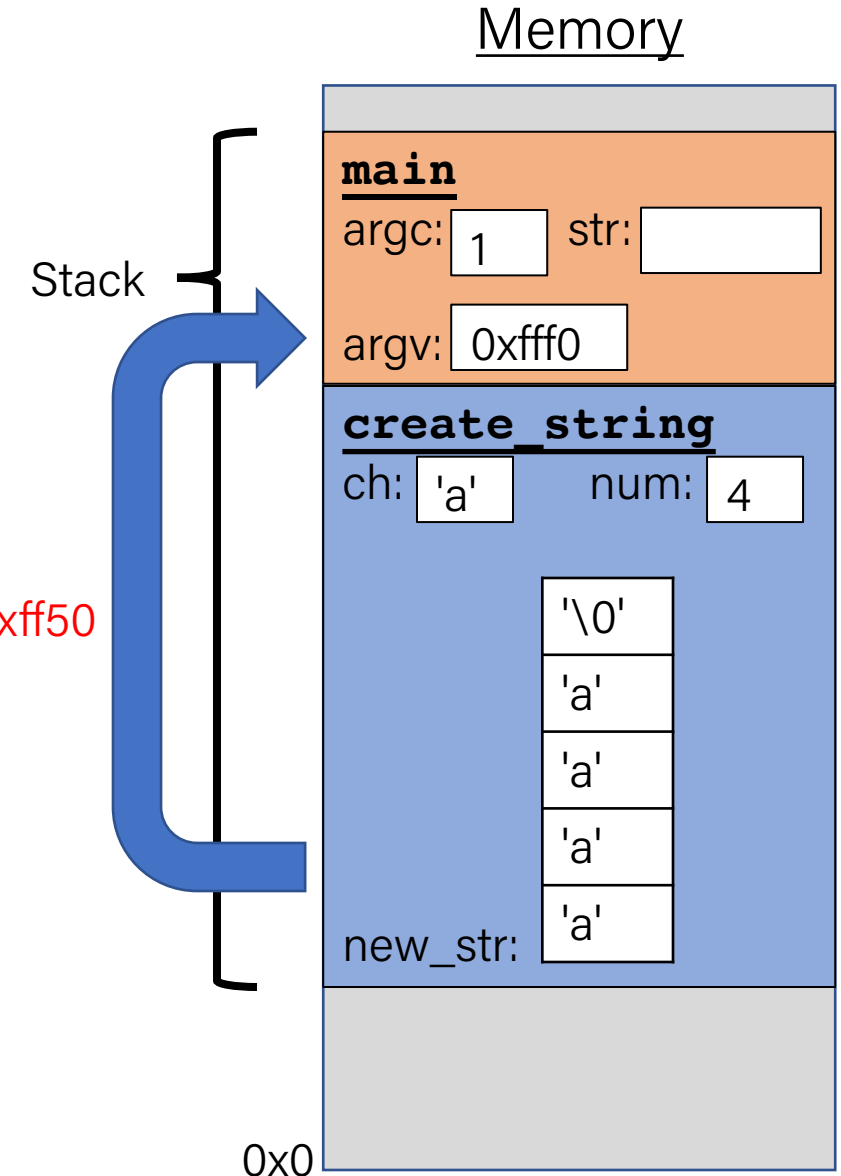 Memory
main
argc: 1 str:
Stack
argv: 0xfff0
create_string
ch: 'a' num: 4
'\0'
xff50
'a'
'a'
'a'
'a'
new_str:
0x0